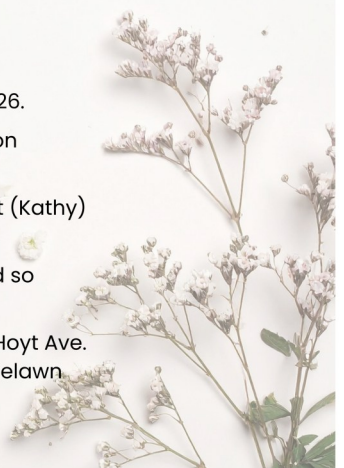 26.
on
t (Kathy)
d so
Hoyt Ave.
elawn